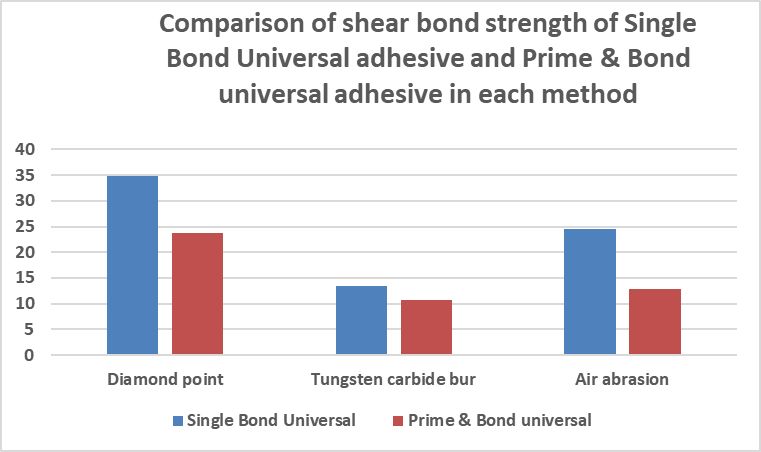 Comparison of shear bond strength of Single
Bond Universal adhesive and Prime & Bond
universal adhesive in each method
40
35
30
25
20
15
10
5
0
Diamond point Tungsten carbide bur Air abrasion
Single Bond Universal Prime & Bond universal